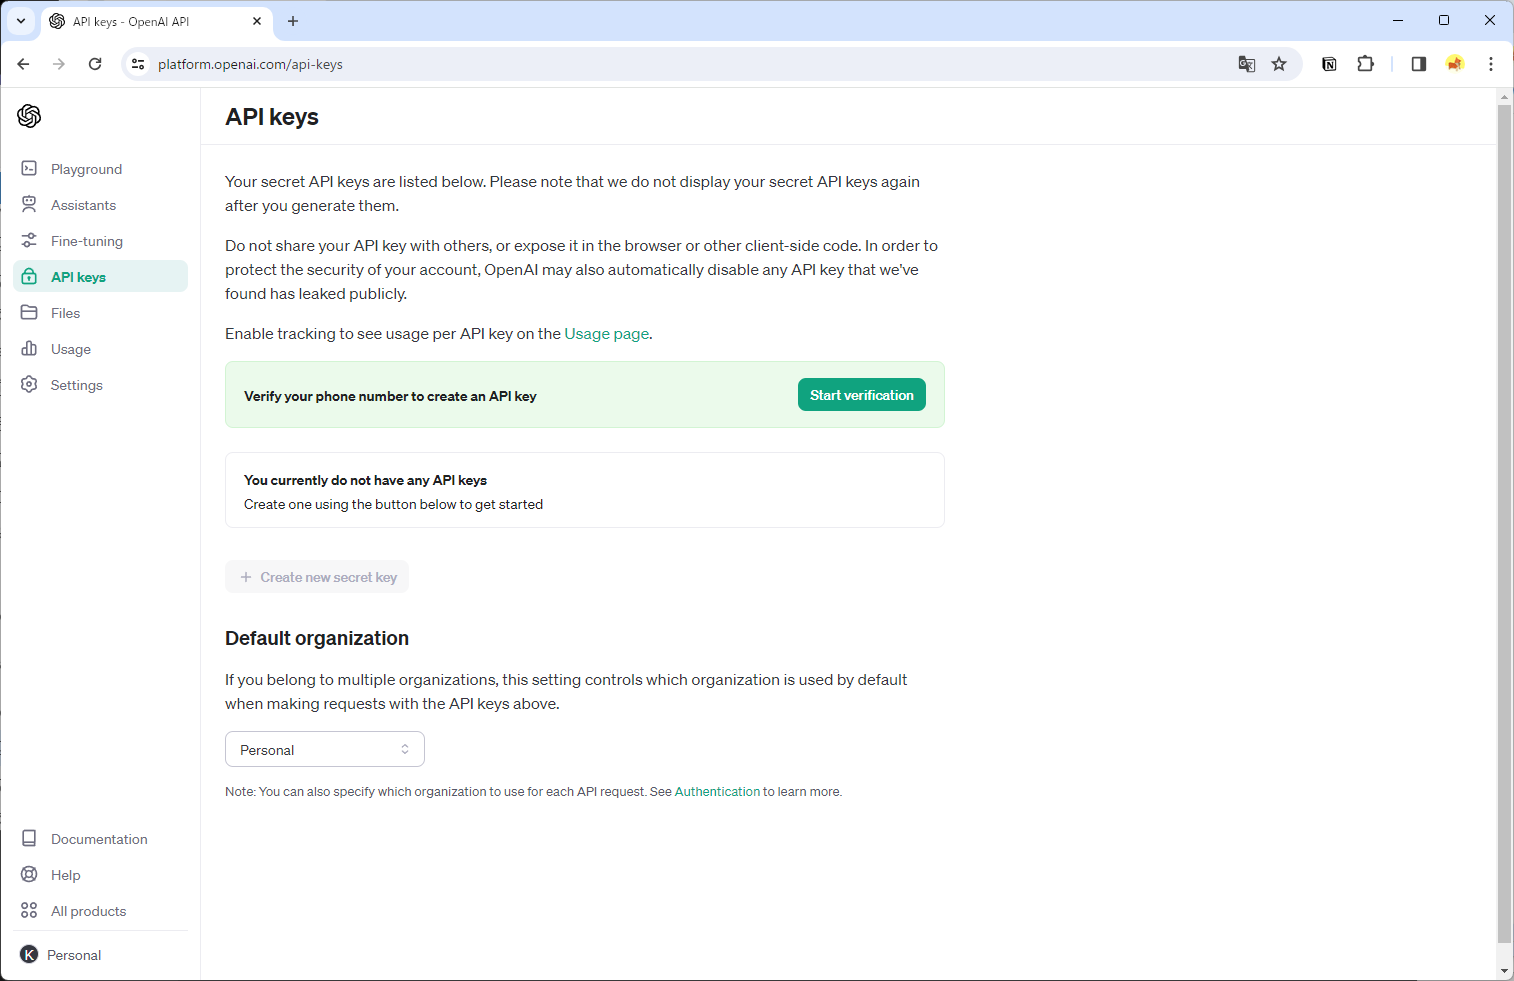 API keys - OpenAI API
platform.openai.com/api-keys
API keys
Playground
Assistants
Fine-tuning
API keys
Files
Usage
Settings
Your secret API keys are listed below. Please note that we do not display your secret API keys again
after you generate them.
Do not share your API key with others, or expose it in the browser or other client-side code. In order to
protect the security of your account, OpenAI may also automatically disable any API key that we've
found has leaked publicly.
Enable tracking to see usage per API key on the Usage page.
Verify your phone number to create an API key
Start verification
You currently do not have any API keys
Create one using the button below to get started
+ Create new secret key
Default organization
If you belong to multiple organizations, this setting controls which organization is used by default
when making requests with the API keys above.
Personal
Note: You can also specify which organization to use for each API request. See Authentication to learn more.
Documentation
Help
All products
K Personal